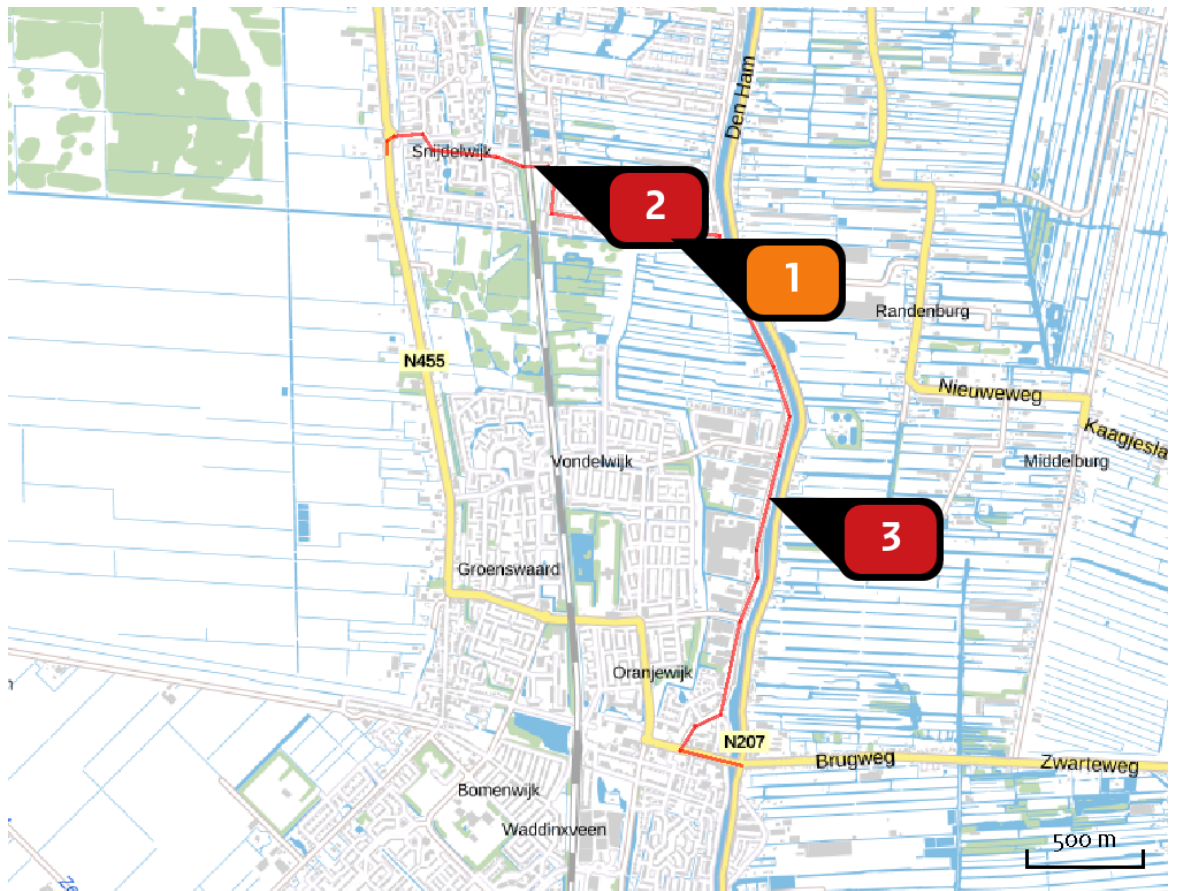 Den Ham
Snijdelwijk
2
1
Randenburg
N455
Nieuweweg
Kaagjesla
Vondelwijk
Middelburg
3
Groenswaard
Oranjewijk
N207
Brugweg
Zwarteweg
Bomenwijk
Waddinxveen
500 m